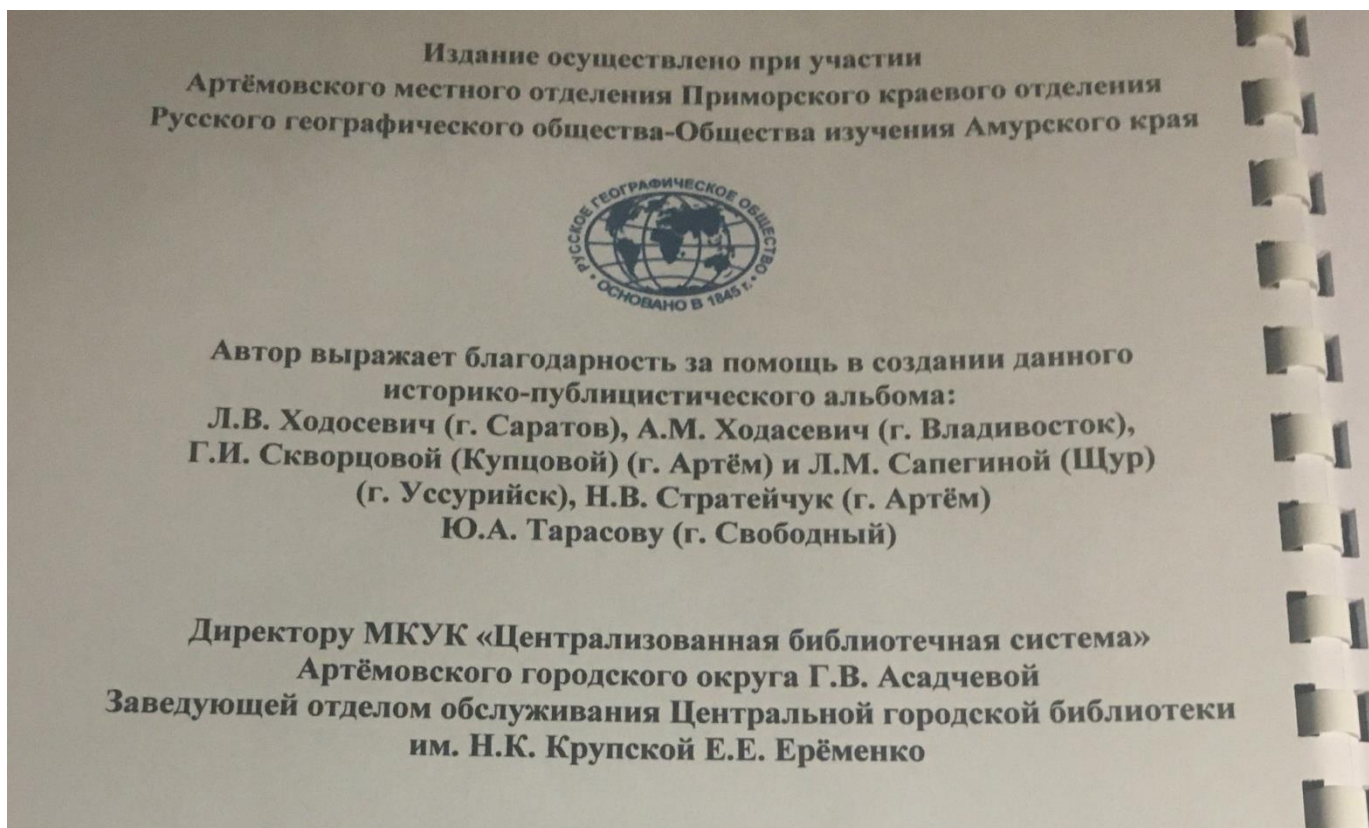 Издание осуществлено при участии
Артёмовского местного отделения Приморского краевого отделения
Русского географического общества-Общества изучения Амурского края
РУССКОЕ ГЕОГРАФИЧЕСКОЕ ОБЩЕСТВО
ОСНОВАНО В 1845 г.
Автор выражает благодарность за помощь в создании данного
историко-публицистического альбома:
Л.В. Ходосевич (г. Саратов), А.М. Ходасевич (г. Владивосток),
Г.И. Скворцовой (Купцовой) (г. Артём) и Л.М. Сапегиной (Щур)
(г. Уссурийск), Н.В. Стратейчук (г. Артём)
Ю.А. Тарасову (г. Свободный)
Директору МКУК «Централизованная библиотечная система»
Артёмовского городского округа Г.В. Асадчевой
Заведующей отделом обслуживания Центральной городской библиотеки
им. Н.К. Крупской Е.Е. Ерёменко